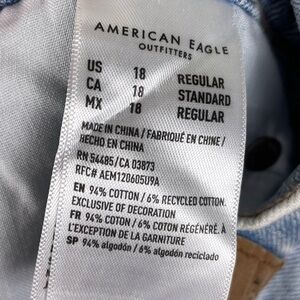 AMERICAN EAGLE
OUTFITTERS
US 18 REGULAR
CA 18 STANDARD
MX 18 REGULAR
MADE IN CHINA / FABRIQUÉ EN CHINE /
HECHO EN CHINA
RN 54485/CA 03873
RFC# AEM120605U9A
EN 94% COTTON / 6% RECYCLED COTTON.
EXCLUSIVE OF DECORATION
FR 94% COTON / 6% COTON RÉGÉNÉRÉ. À
L'EXCEPTION DE LA GARNITURE
SP 94% algodón / 6% algodón reciclado